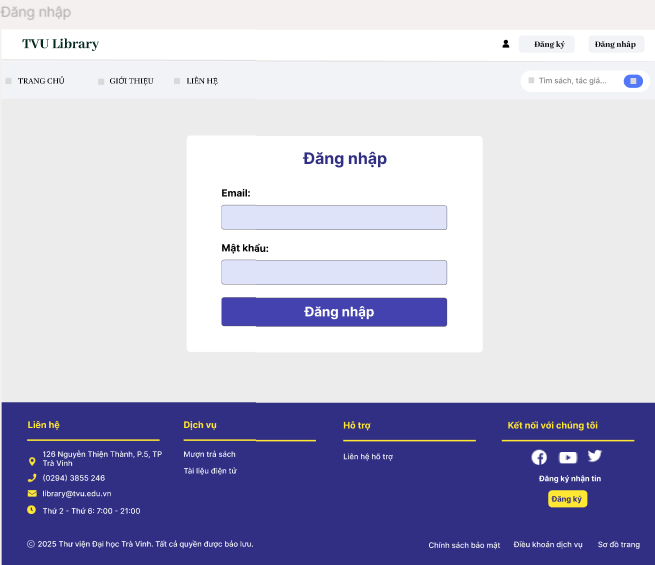 Đăng nhập
TVU Library
Đăng ký
Đăng nhập
TRANG CHỦ
GIỚI THIỆU
LIÊN HỆ
Tìm sách, tác giả...
Đăng nhập
Email:
Mật khẩu:
Đăng nhập
Liên hệ
126 Nguyễn Thiện Thành, P.5, TP
Trà Vinh
(0294) 3855 246
library@tvu.edu.vn
Thứ 2 - Thứ 6: 7:00 - 21:00
Dịch vụ
Mượn trả sách
Tài liệu điện tử
Hỗ trợ
Liên hệ hỗ trợ
Kết nối với chúng tôi
Đăng ký nhận tin
Đăng ký
© 2025 Thư viện Đại học Trà Vinh. Tất cả quyền được bảo lưu.
Chính sách bảo mật
Điều khoản dịch vụ
Sơ đồ trang